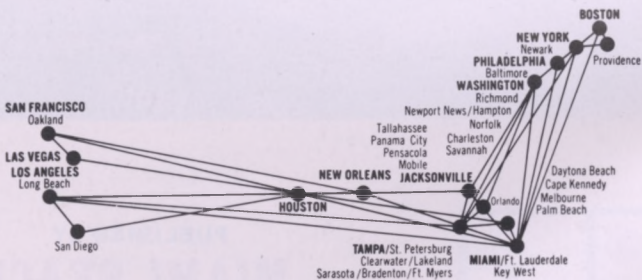 BOSTON
NEW YORK
Newark
Providence
PHILADELPHIA
Baltimore
WASHINGTON
Richmond
Newport News/Hampton
Norfolk
Charleston
Savannah
SAN FRANCISCO
Oakland
LAS VEGAS
LOS ANGELES
Long Beach
San Diego
HOUSTON
NEW ORLEANS
Tallahassee
Panama City
Pensacola
Mobile
JACKSONVILLE
Orlando
Daytona Beach
Cape Kennedy
Melbourne
Palm Beach
TAMPA/St. Petersburg
Clearwater/Lakeland
Sarasota/Bradenton/Ft. Myers
MIAMI/Ft. Lauderdale
Key West